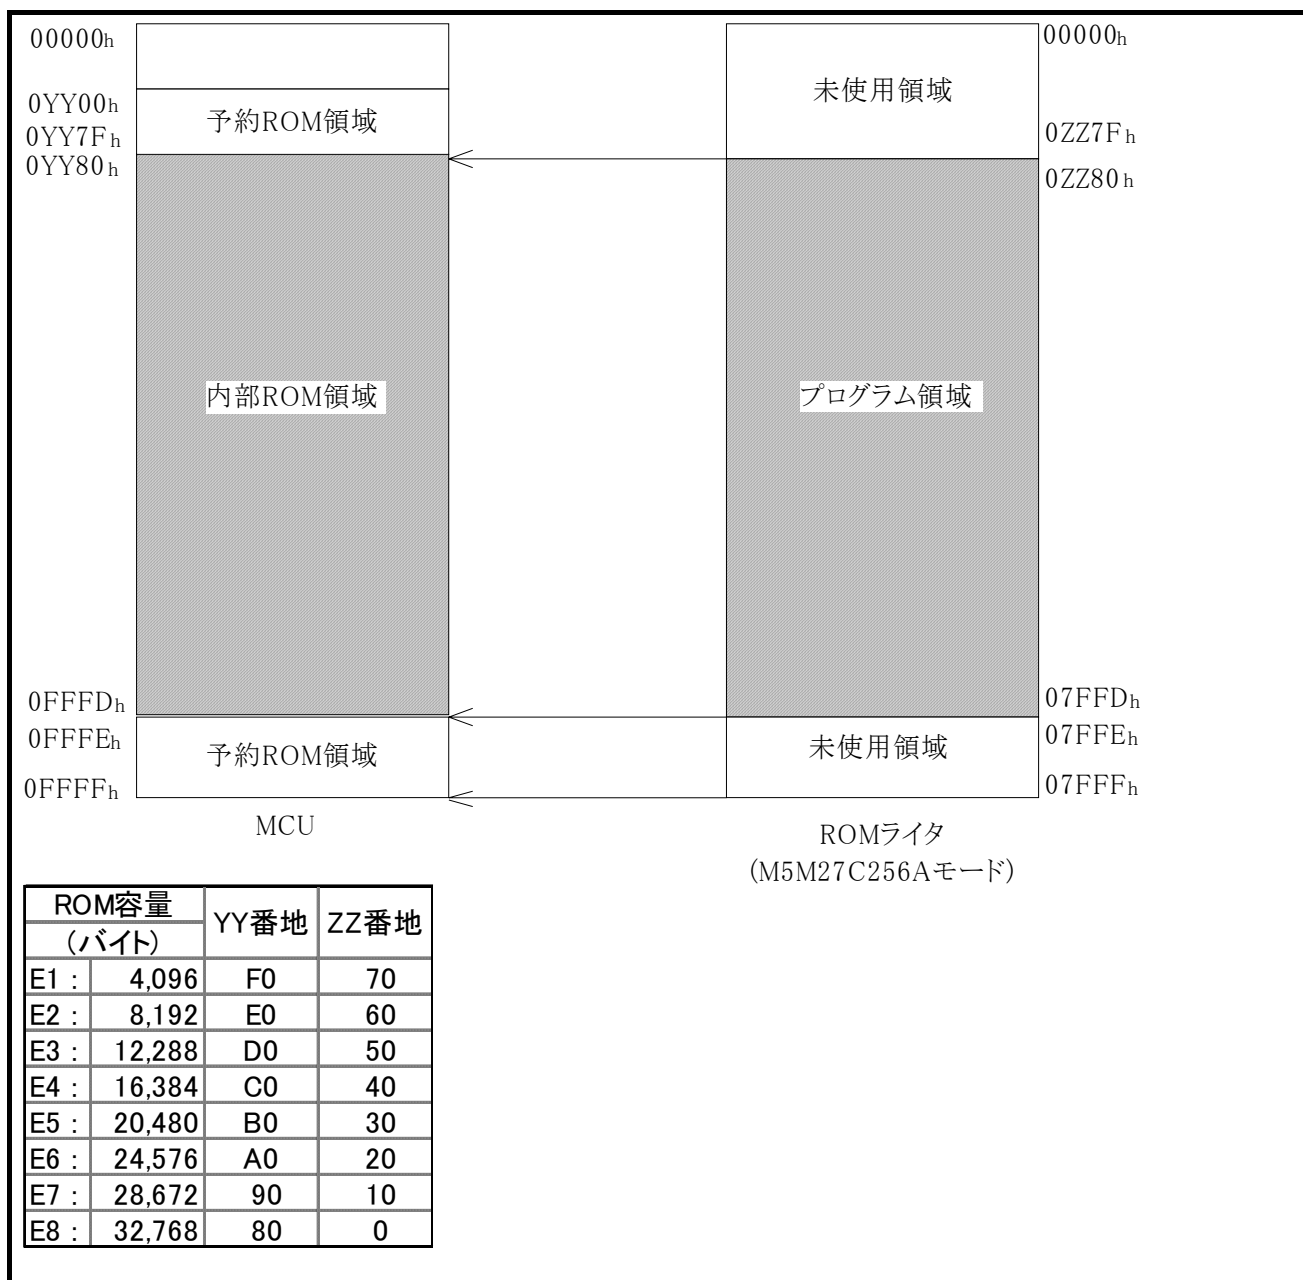 00000h
0YY00h
予約ROM領域
0YY7Fh
0YY80h
内部ROM領域
0FFFDh
0FFFEh
予約ROM領域
0FFFFh
MCU
00000h
未使用領域
0ZZ7Fh
0ZZ80h
プログラム領域
07FFDh
07FFEh
未使用領域
07FFFh
ROMライタ
(M5M27C256Aモード)
ROM容量 YY番地 ZZ番地
(バイト)
E1 : 4,096 F0 70
E2 : 8,192 E0 60
E3 : 12,288 D0 50
E4 : 16,384 C0 40
E5 : 20,480 B0 30
E6 : 24,576 A0 20
E7 : 28,672 90 10
E8 : 32,768 80 0